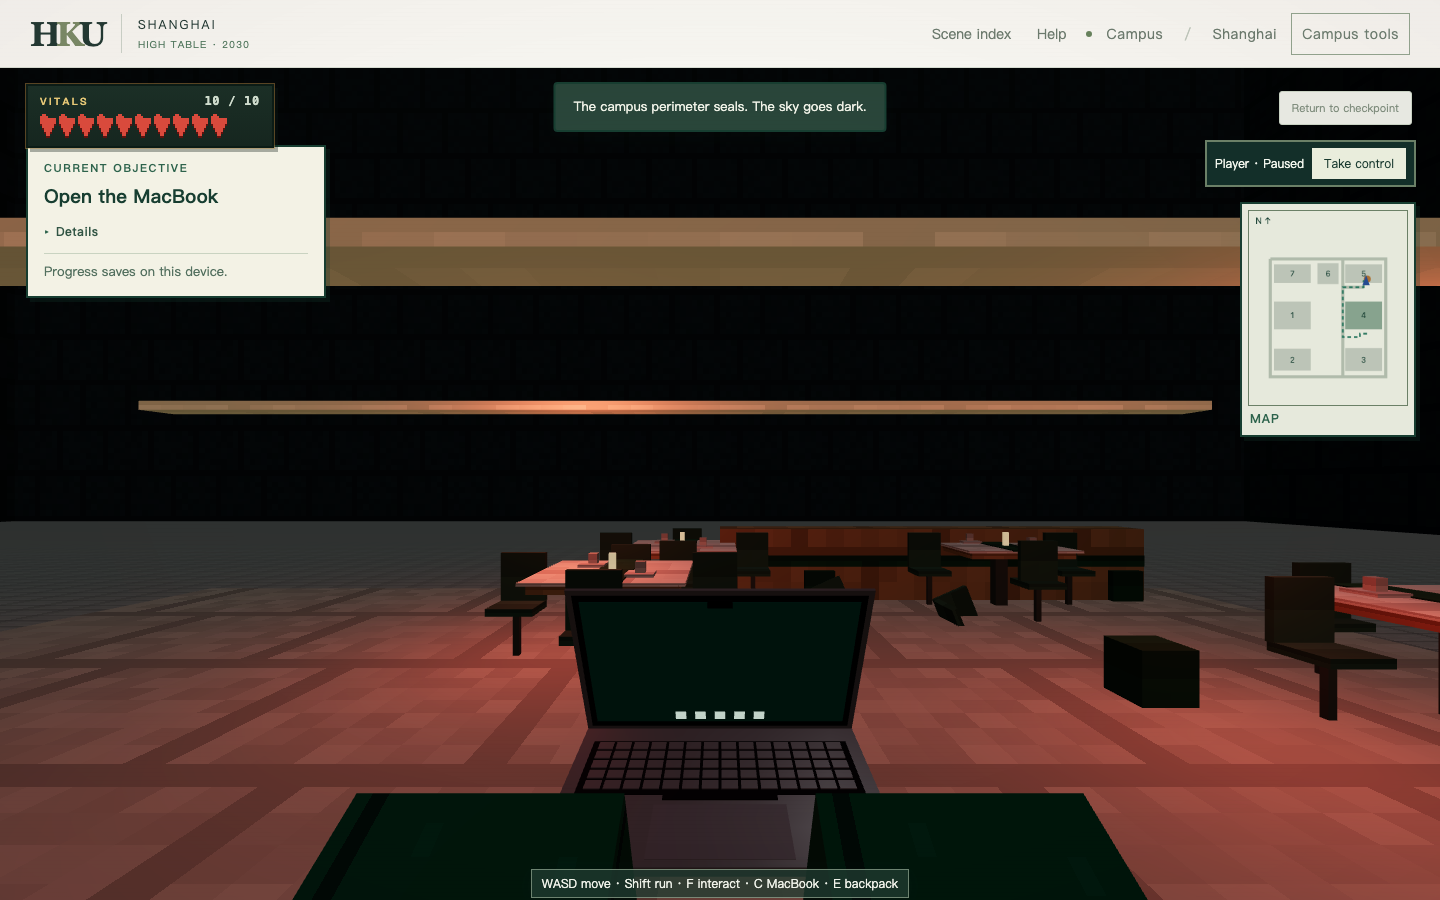 HKU
SHANGHAI
HIGH TABLE · 2030
Scene index
Help
Campus / Shanghai
Campus tools
VITALS
10 / 10
The campus perimeter seals. The sky goes dark.
Return to checkpoint
CURRENT OBJECTIVE
Open the MacBook
Details
Progress saves on this device.
Player · Paused
Take control
N ↑
7
6
5
1
4
2
3
MAP
WASD move · Shift run · F interact · C MacBook · E backpack